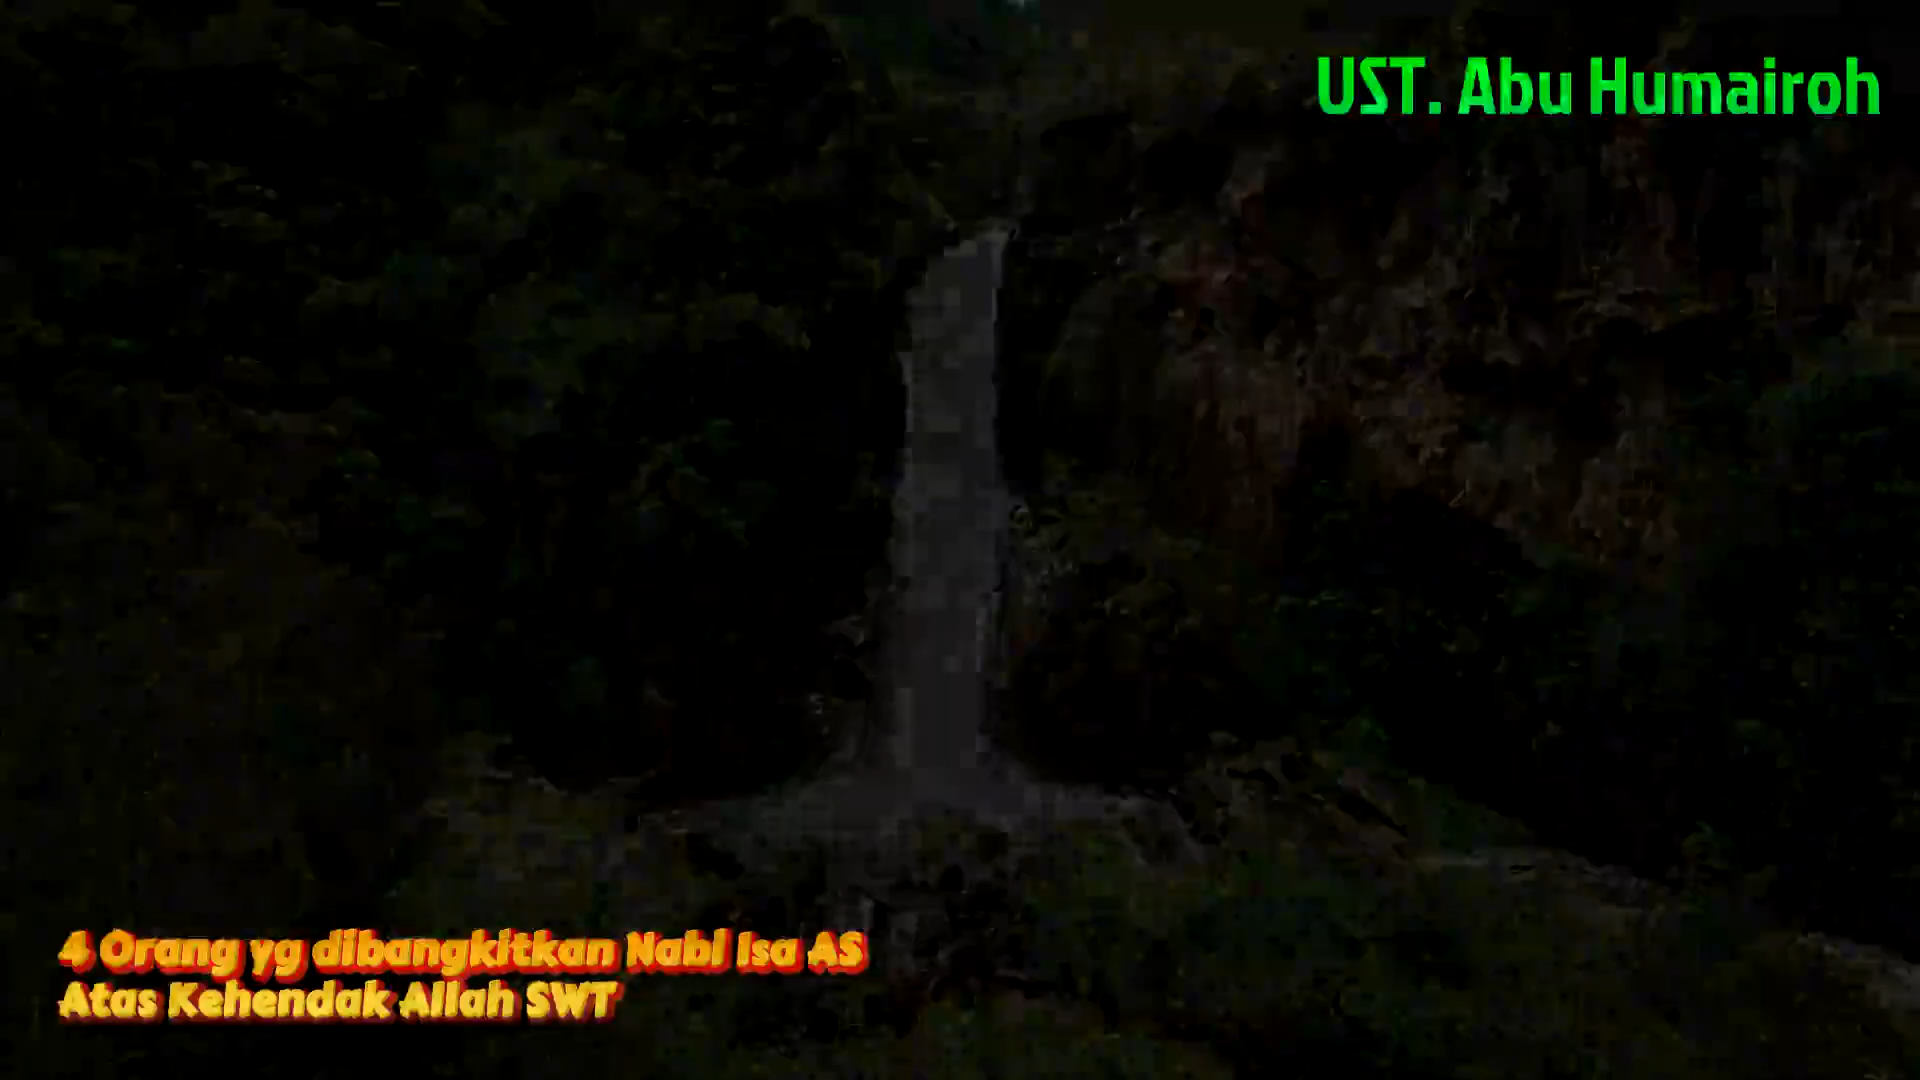 UST. Abu Humairoh
4 Orang yg dibangkitkan Nabi Isa AS
Atas Kehendak Allah SWT